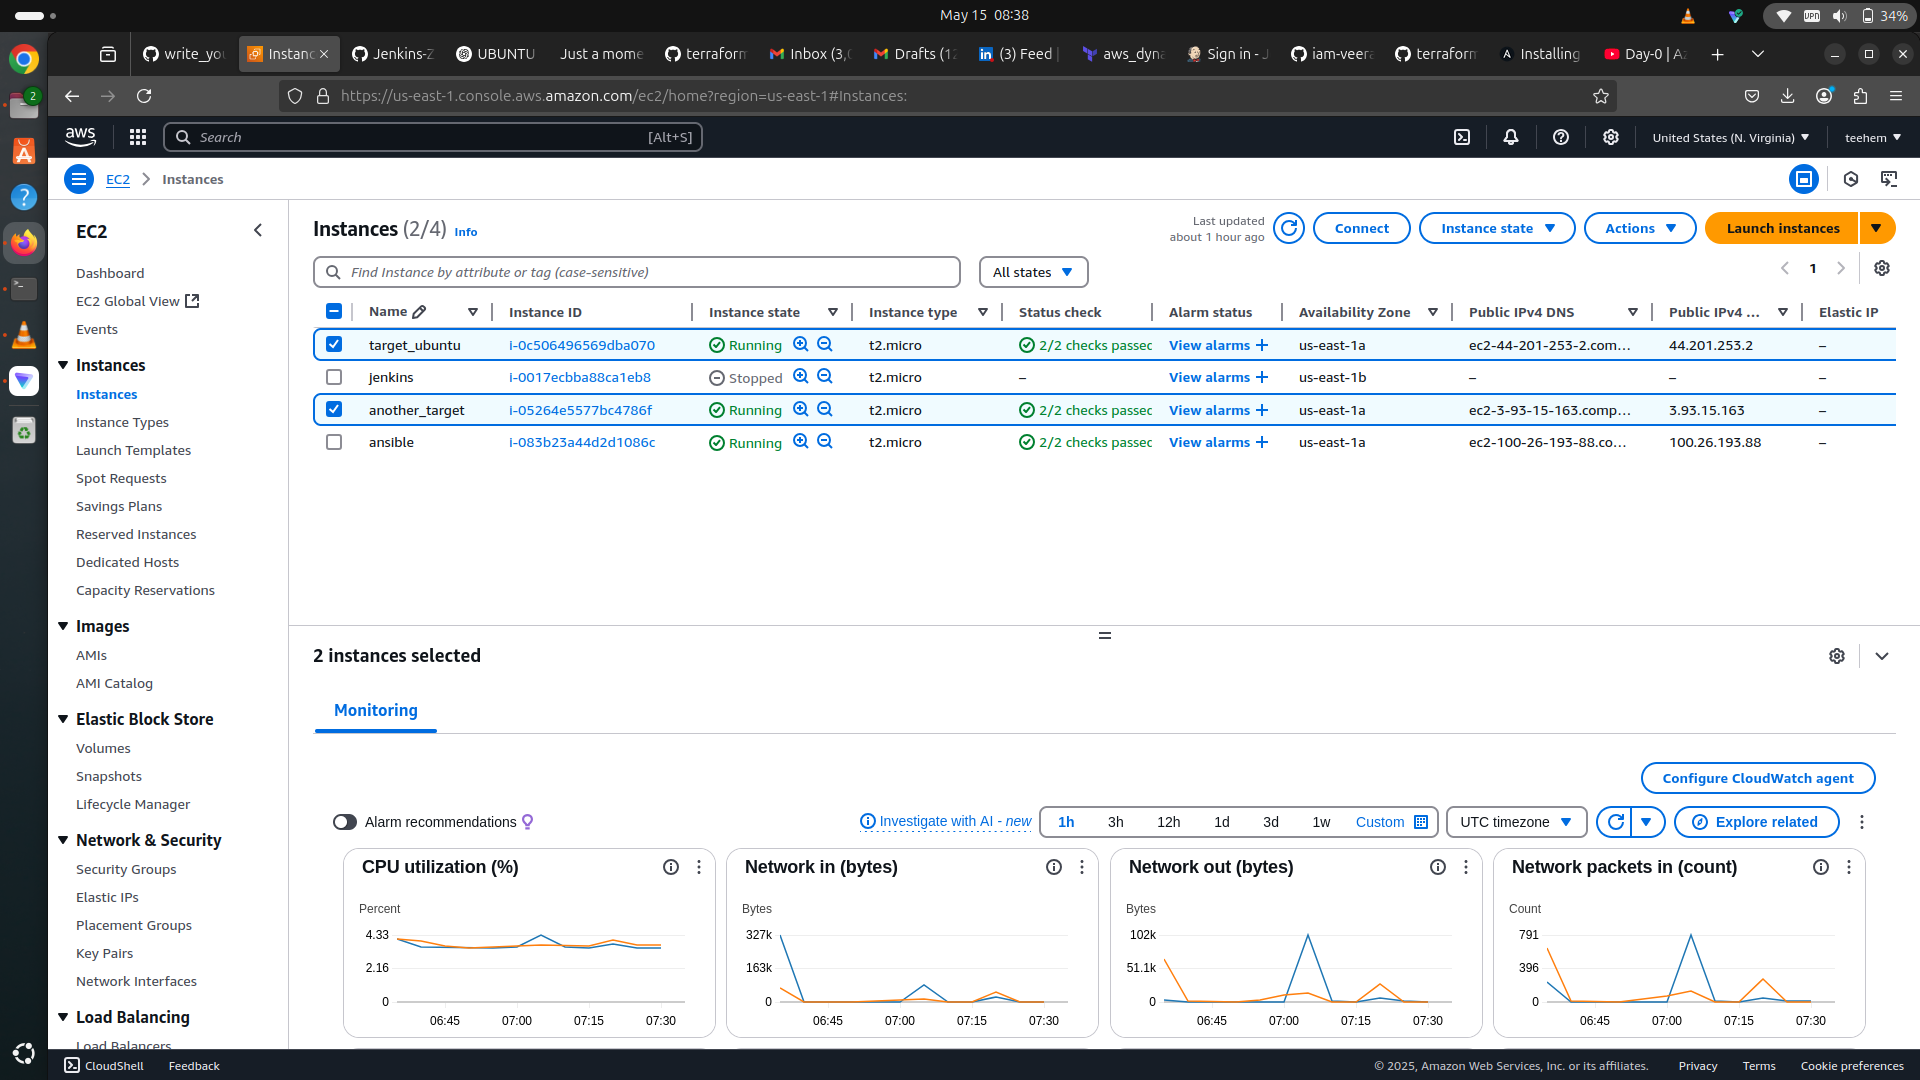 May 15 08:38
34%
2
write_you
Instanc
Jenkins-Z
UBUNTU
Just a mome
terraform
Inbox (3,
Drafts (12
(3) Feed |
aws_dyna
Sign in - J
iam-veera
terraform
Installing
Day-0 | Az
https://us-east-1.console.aws.amazon.com/ec2/home?region=us-east-1#Instances:
aws
Search [Alt+S]
United States (N. Virginia)
teehem
EC2 Instances
EC2
Dashboard
EC2 Global View
Events
Instances
Instances
Instance Types
Launch Templates
Spot Requests
Savings Plans
Reserved Instances
Dedicated Hosts
Capacity Reservations
Images
AMIs
AMI Catalog
Elastic Block Store
Volumes
Snapshots
Lifecycle Manager
Network & Security
Security Groups
Elastic IPs
Placement Groups
Key Pairs
Network Interfaces
Load Balancing
Load Balancers
Instances (2/4) Info
Last updated
about 1 hour ago
Connect
Instance state
Actions
Launch instances
Find Instance by attribute or tag (case-sensitive)
All states
1
Name Instance ID Instance state Instance type Status check Alarm status Availability Zone Public IPv4 DNS Public IPv4 ... Elastic IP
target_ubuntu i-0c506496569dba070 Running t2.micro 2/2 checks passec View alarms + us-east-1a ec2-44-201-253-2.com... 44.201.253.2 –
jenkins i-0017ecbba88ca1eb8 Stopped t2.micro – View alarms + us-east-1b – – –
another_target i-05264e5577bc4786f Running t2.micro 2/2 checks passec View alarms + us-east-1a ec2-3-93-15-163.comp... 3.93.15.163 –
ansible i-083b23a44d2d1086c Running t2.micro 2/2 checks passec View alarms + us-east-1a ec2-100-26-193-88.co... 100.26.193.88 –
2 instances selected
Monitoring
Configure CloudWatch agent
Alarm recommendations
Investigate with AI - new
1h 3h 12h 1d 3d 1w Custom
UTC timezone
Explore related
CPU utilization (%)
Percent
4.33
2.16
0
06:45 07:00 07:15 07:30
Network in (bytes)
Bytes
327k
163k
0
06:45 07:00 07:15 07:30
Network out (bytes)
Bytes
102k
51.1k
0
06:45 07:00 07:15 07:30
Network packets in (count)
Count
791
396
0
06:45 07:00 07:15 07:30
CloudShell Feedback
© 2025, Amazon Web Services, Inc. or its affiliates. Privacy Terms Cookie preferences